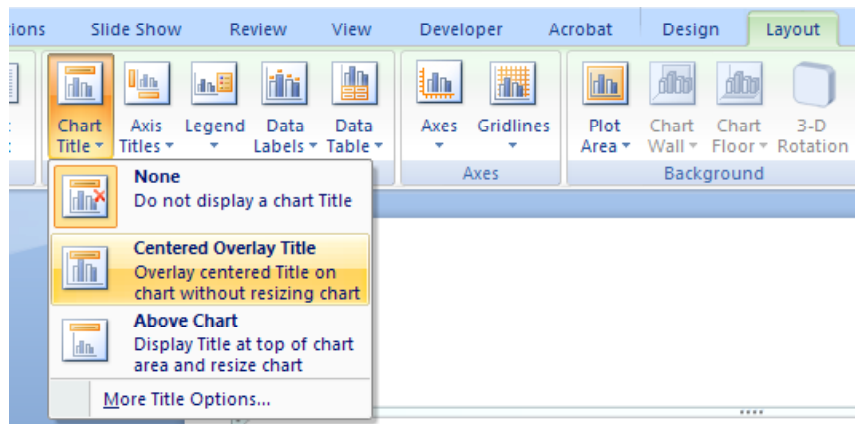 Slide Show Review View Developer Acrobat Design Layout
Chart Title Axis Titles Legend Data Labels Data Table Axes Gridlines Plot Area Chart Wall Chart Floor 3-D Rotation
Axes Background
None
Do not display a chart Title
Centered Overlay Title
Overlay centered Title on
chart without resizing chart
Above Chart
Display Title at top of chart
area and resize chart
More Title Options...